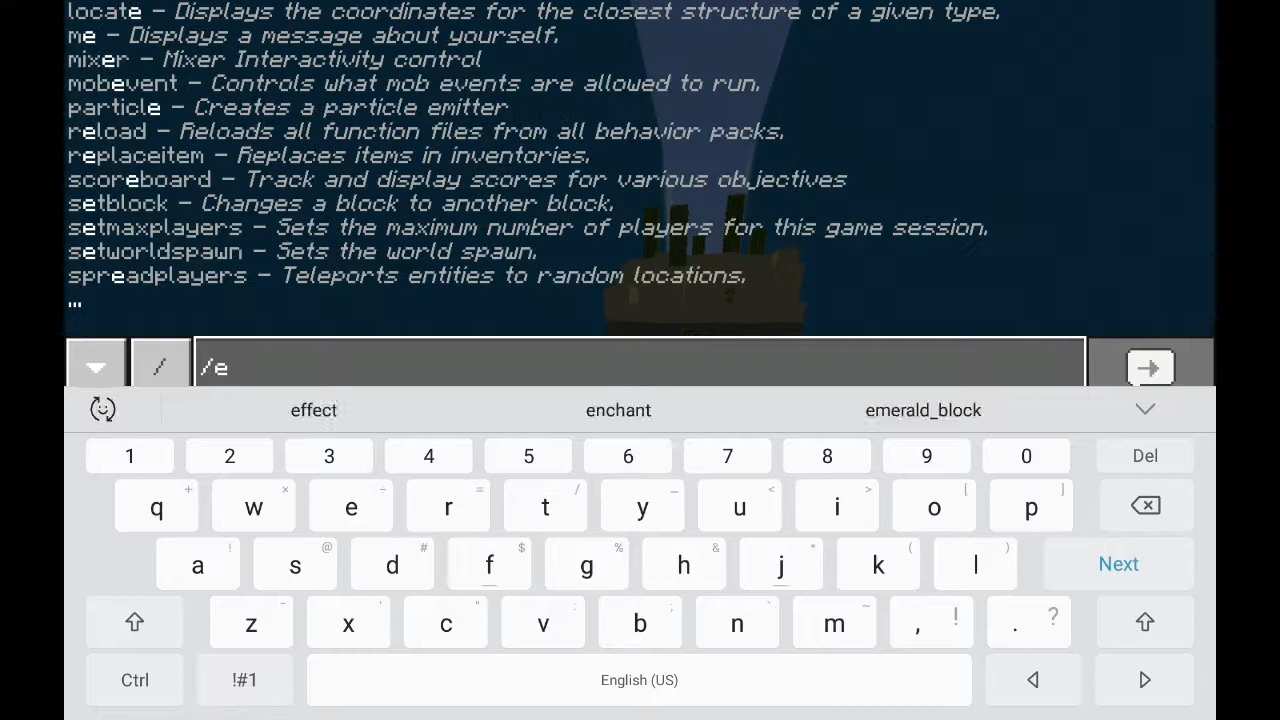 locate – Displays the coordinates for the closest structure of a given type.
me – Displays a message about yourself.
mixer – Mixer Interactivity control
mobevent – Controls what mob events are allowed to run.
particle – Creates a particle emitter
reload – Reloads all function files from all behavior packs.
replaceitem – Replaces items in inventories.
scoreboard – Track and display scores for various objectives
setblock – Changes a block to another block.
setmaxplayers – Sets the maximum number of players for this game session.
setworldspawn – Sets the world spawn.
spreadplayers – Teleports entities to random locations.
...
/ /e
effect enchant emerald_block
1 2 3 4 5 6 7 8 9 0 Del
q + w × e ÷ r = t / y _ u < i > o [ p ]
a ! s @ d # f $ g % h & j * k ( l ) Next
z - x ' c " v : b ; n ` m ~ , ! . ?
Ctrl !#1 English (US)